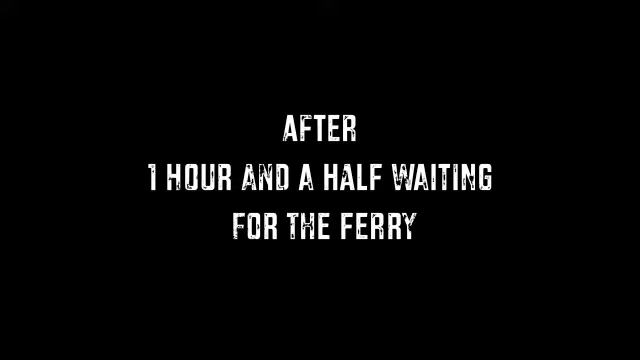 AFTER
1 HOUR AND A HALF WAITING
FOR THE FERRY